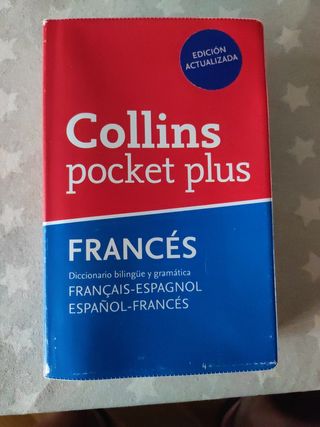 EDICIÓN
ACTUALIZADA
Collins
pocket plus
FRANCÉS
Diccionario bilingüe y gramática
FRANÇAIS-ESPAGNOL
ESPAÑOL-FRANCÉS